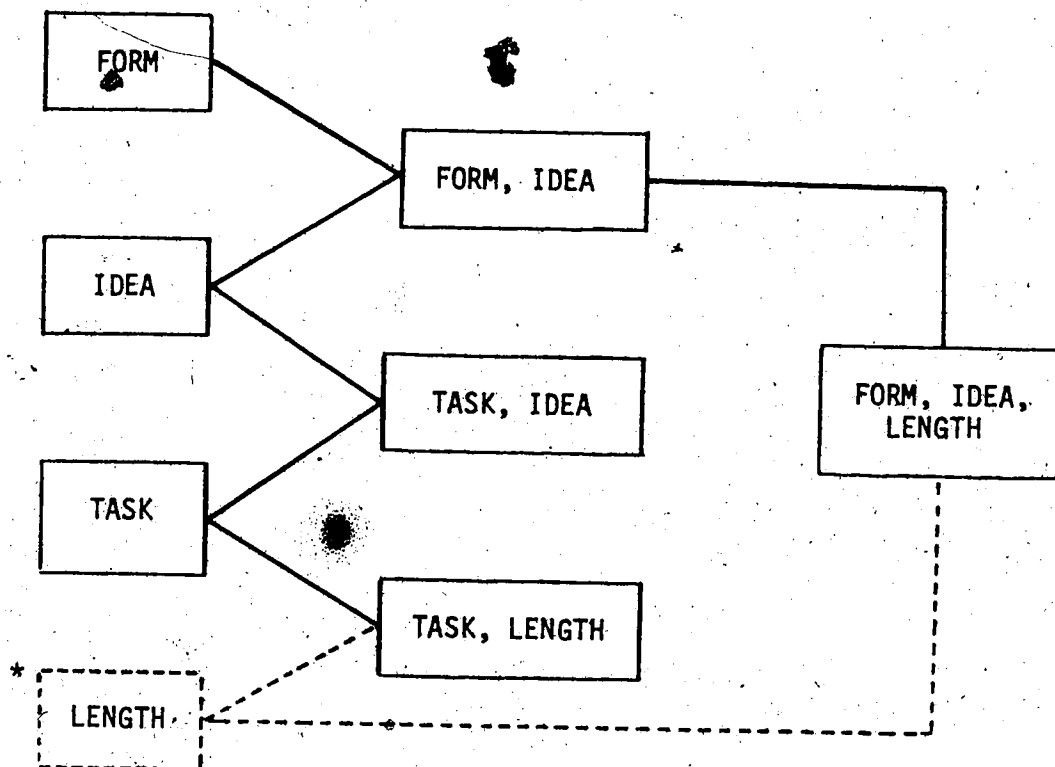 FORM
FORM, IDEA
IDEA
TASK, IDEA
FORM, IDEA,
LENGTH
TASK
TASK, LENGTH
*
LENGTH